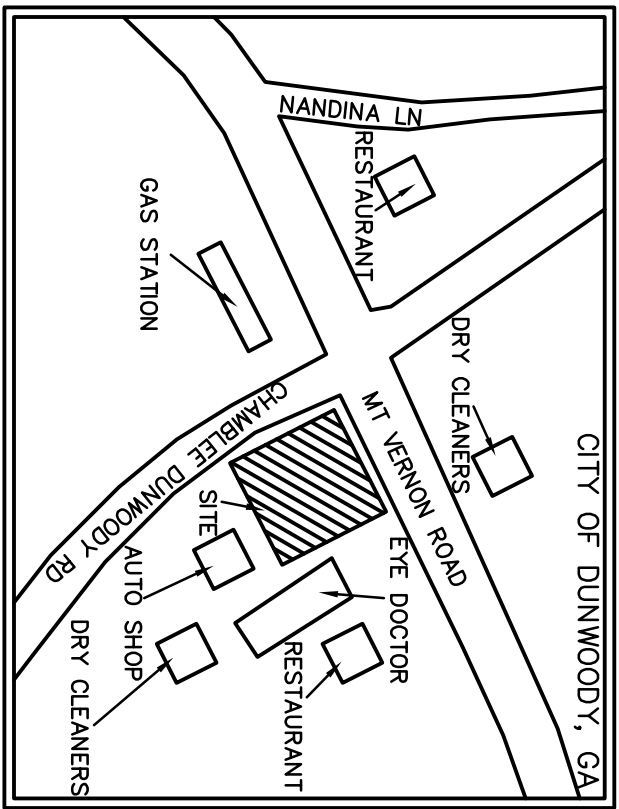 CITY OF DUNWOODY, GA
NANDINA LN
RESTAURANT
DRY CLEANERS
MT VERNON ROAD
GAS STATION
CHAMBLEE DUNWOODY RD
SITE
EYE DOCTOR
RESTAURANT
AUTO SHOP
DRY CLEANERS